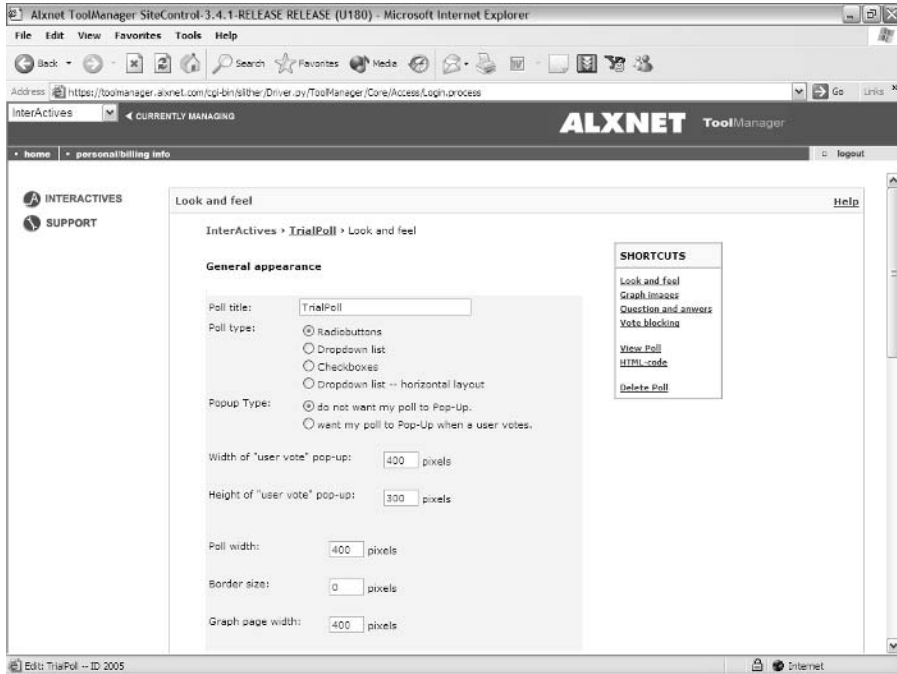 Alxnet ToolManager SiteControl-3.4.1-RELEASE RELEASE (U180) - Microsoft Internet Explorer
File Edit View Favorites Tools Help
Back Search Favorites Media
Address https://toolmanager.alxnet.com/cgi-bin/slither/Driver.py/ToolManager/Core/Access/Login.process Go Links »
InterActives CURRENTLY MANAGING ALXNET ToolManager
• home • personal/billing info logout
INTERACTIVES
SUPPORT
Look and feel Help
InterActives › TrialPoll › Look and feel
General appearance
Poll title: TrialPoll
Poll type: Radiobuttons
Dropdown list
Checkboxes
Dropdown list -- horizontal layout
Popup Type: do not want my poll to Pop-Up.
want my poll to Pop-Up when a user votes.
Width of "user vote" pop-up: 400 pixels
Height of "user vote" pop-up: 300 pixels
Poll width: 400 pixels
Border size: 0 pixels
Graph page width: 400 pixels
SHORTCUTS
Look and feel
Graph images
Question and anwers
Vote blocking
View Poll
HTML-code
Delete Poll
Edit: TrialPoll -- ID 2005 Internet